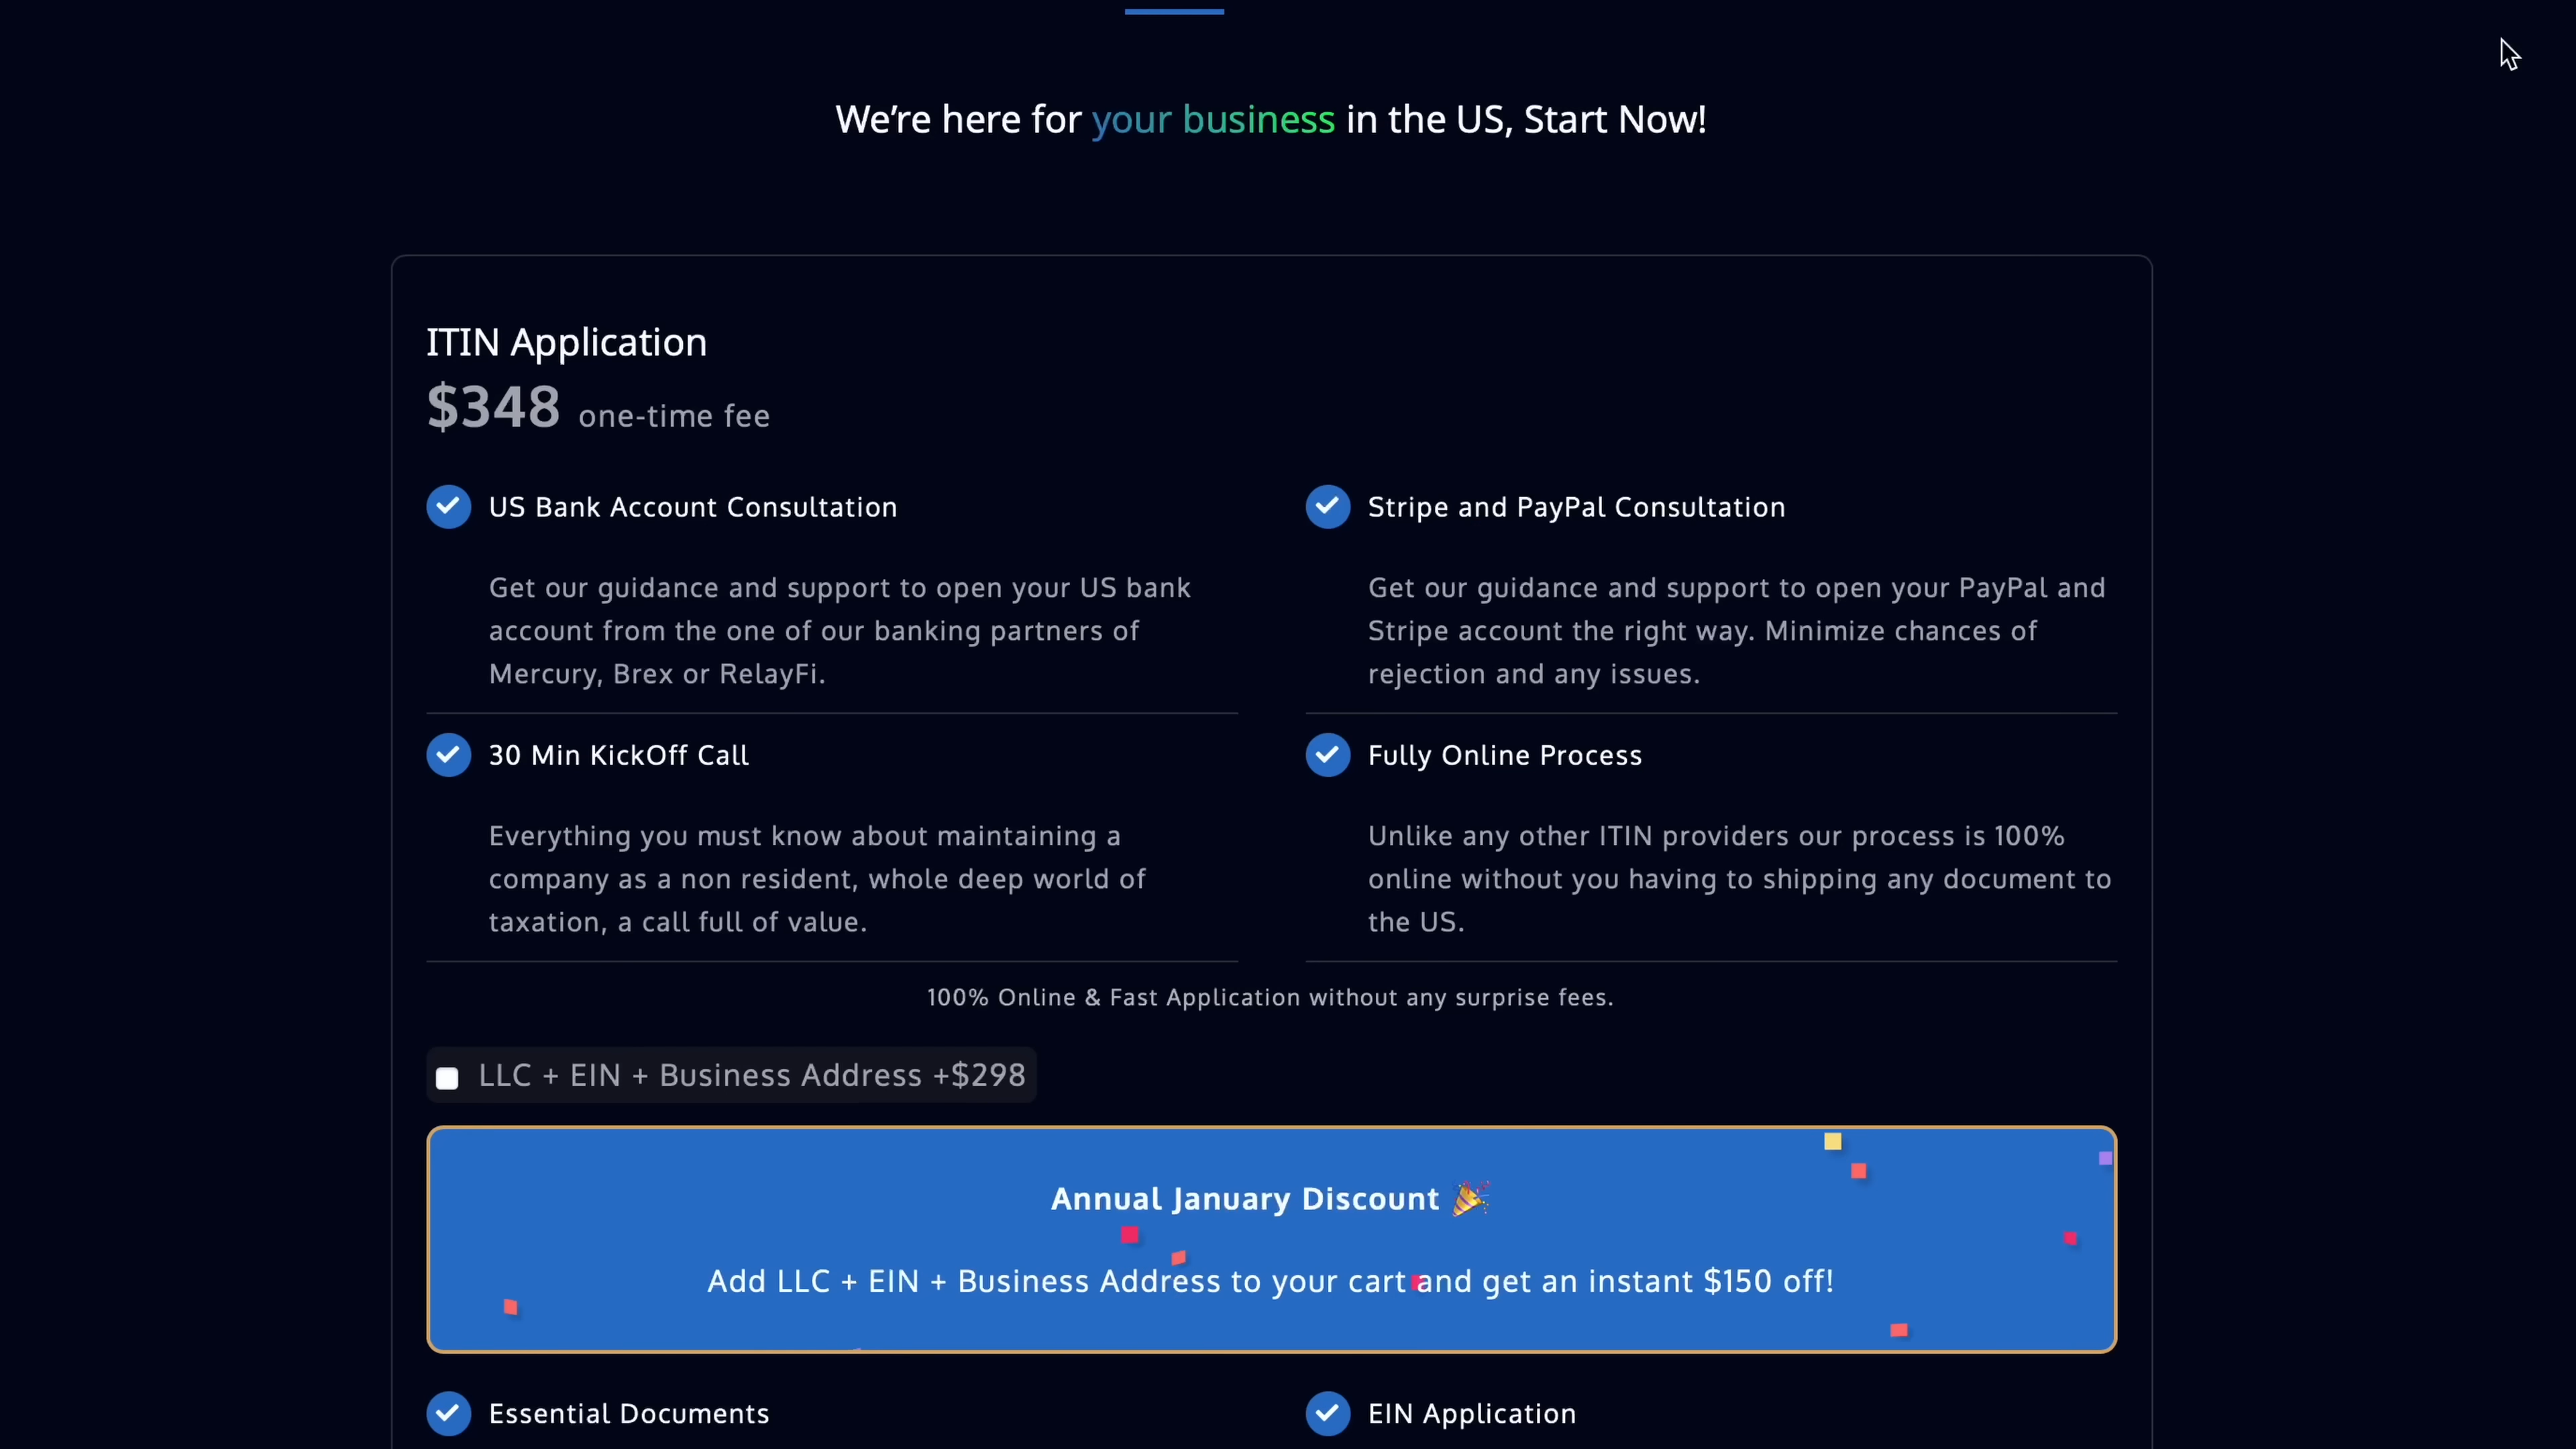 We're here for your business in the US, Start Now!
ITIN Application
$348 one-time fee
US Bank Account Consultation
Get our guidance and support to open your US bank
account from the one of our banking partners of
Mercury, Brex or RelayFi.
Stripe and PayPal Consultation
Get our guidance and support to open your PayPal and
Stripe account the right way. Minimize chances of
rejection and any issues.
30 Min KickOff Call
Everything you must know about maintaining a
company as a non resident, whole deep world of
taxation, a call full of value.
Fully Online Process
Unlike any other ITIN providers our process is 100%
online without you having to shipping any document to
the US.
100% Online & Fast Application without any surprise fees.
LLC + EIN + Business Address +$298
Annual January Discount 🎉
Add LLC + EIN + Business Address to your cart and get an instant $150 off!
Essential Documents
EIN Application